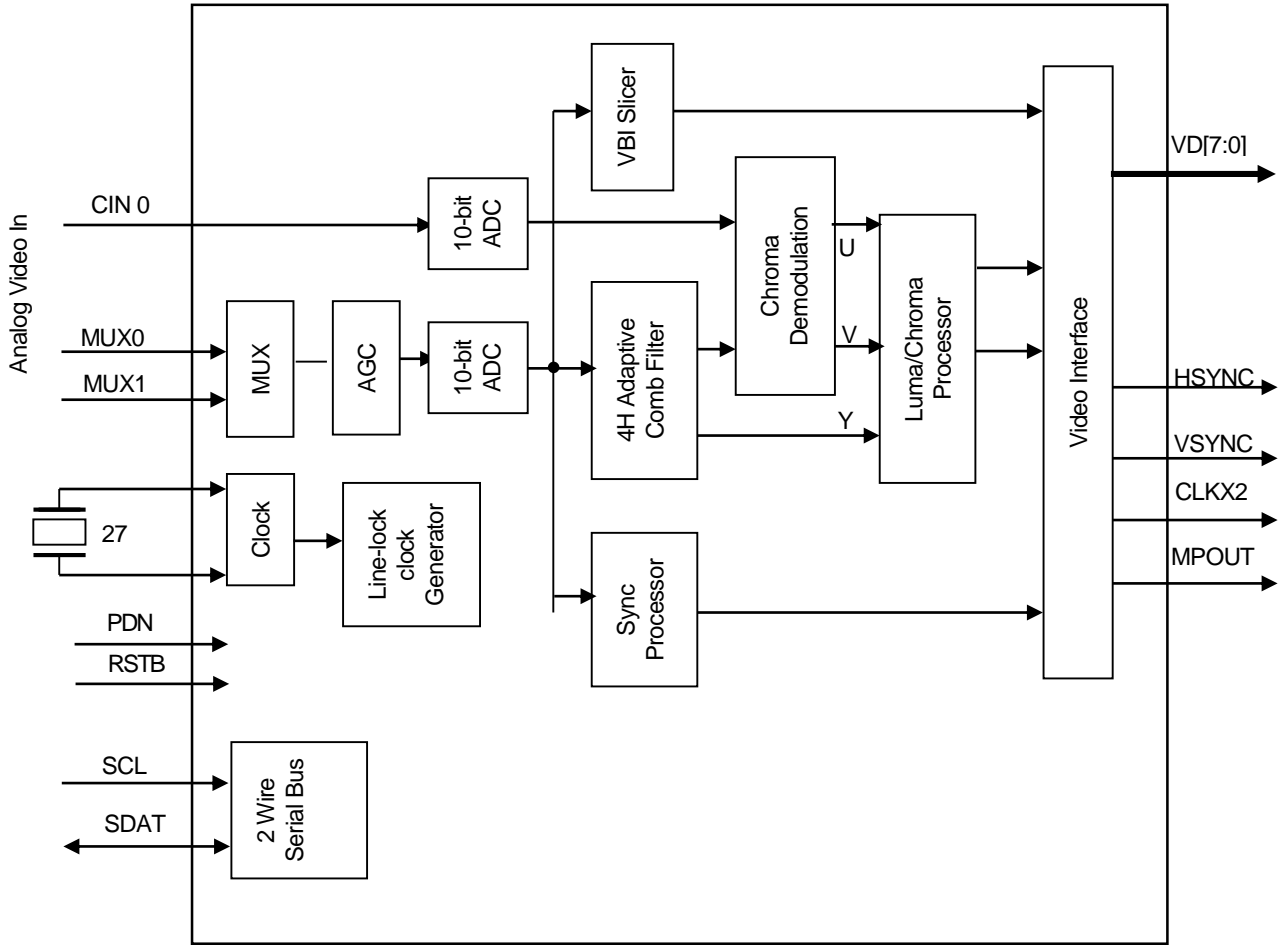 Analog Video In
CIN 0
MUX0
MUX1
27
PDN
RSTB
SCL
SDAT
MUX
AGC
10-bit
ADC
10-bit
ADC
Clock
Line-lock
clock
Generator
2 Wire
Serial Bus
VBI Slicer
4H Adaptive
Comb Filter
Sync
Processor
Chroma
Demodulation
U
V
Y
Luma/Chroma
Processor
Video Interface
VD[7:0]
HSYNC
VSYNC
CLKX2
MPOUT